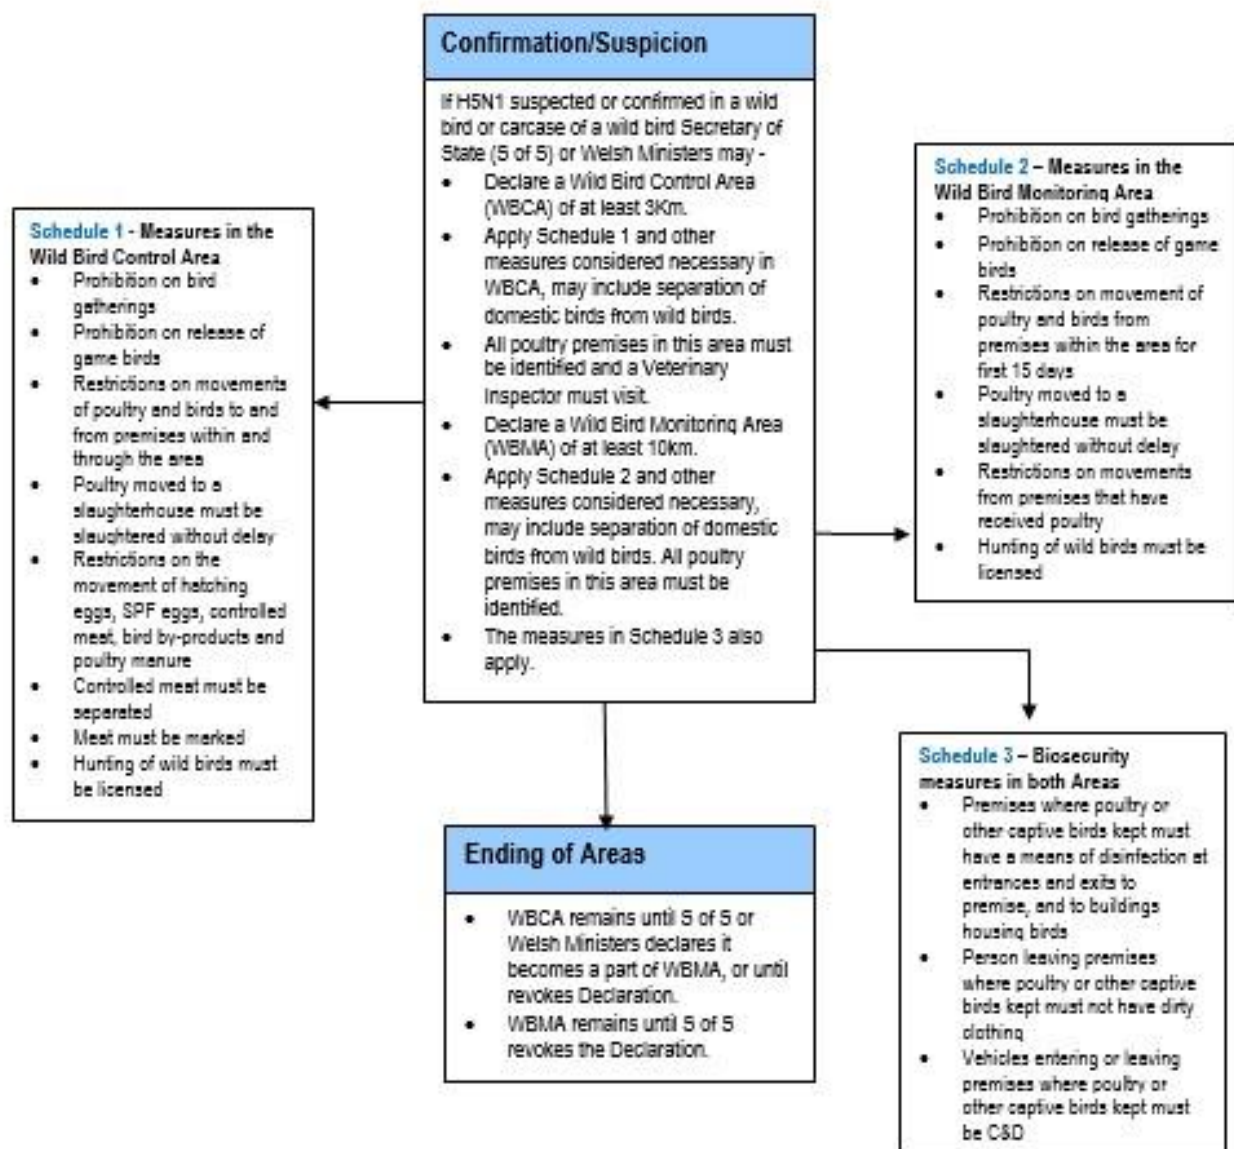 Confirmation/Suspicion
If H5N1 suspected or confirmed in a wild
bird or carcase of a wild bird Secretary of
State (S of S) or Welsh Ministers may -
• Declare a Wild Bird Control Area
(WBCA) of at least 3Km.
• Apply Schedule 1 and other
measures considered necessary in
WBCA, may include separation of
domestic birds from wild birds.
• All poultry premises in this area must
be identified and a Veterinary
Inspector must visit.
• Declare a Wild Bird Monitoring Area
(WBMA) of at least 10km.
• Apply Schedule 2 and other
measures considered necessary,
may include separation of domestic
birds from wild birds. All poultry
premises in this area must be
identified.
• The measures in Schedule 3 also
apply.
Schedule 1 - Measures in the
Wild Bird Control Area
• Prohibition on bird
gatherings
• Prohibition on release of
game birds
• Restrictions on movements
of poultry and birds to and
from premises within and
through the area
• Poultry moved to a
slaughterhouse must be
slaughtered without delay
• Restrictions on the
movement of hatching
eggs, SPF eggs, controlled
meat, bird by-products and
poultry manure
• Controlled meat must be
separated
• Meat must be marked
• Hunting of wild birds must
be licensed
Schedule 2 – Measures in the
Wild Bird Monitoring Area
• Prohibition on bird gatherings
• Prohibition on release of game
birds
• Restrictions on movement of
poultry and birds from
premises within the area for
first 15 days
• Poultry moved to a
slaughterhouse must be
slaughtered without delay
• Restrictions on movements
from premises that have
received poultry
• Hunting of wild birds must be
licensed
Schedule 3 – Biosecurity
measures in both Areas
• Premises where poultry or
other captive birds kept must
have a means of disinfection at
entrances and exits to
premise, and to buildings
housing birds
• Person leaving premises
where poultry or other captive
birds kept must not have dirty
clothing
• Vehicles entering or leaving
premises where poultry or
other captive birds kept must
be C&D
Ending of Areas
• WBCA remains until S of S or
Welsh Ministers declares it
becomes a part of WBMA, or until
revokes Declaration.
• WBMA remains until S of S
revokes the Declaration.